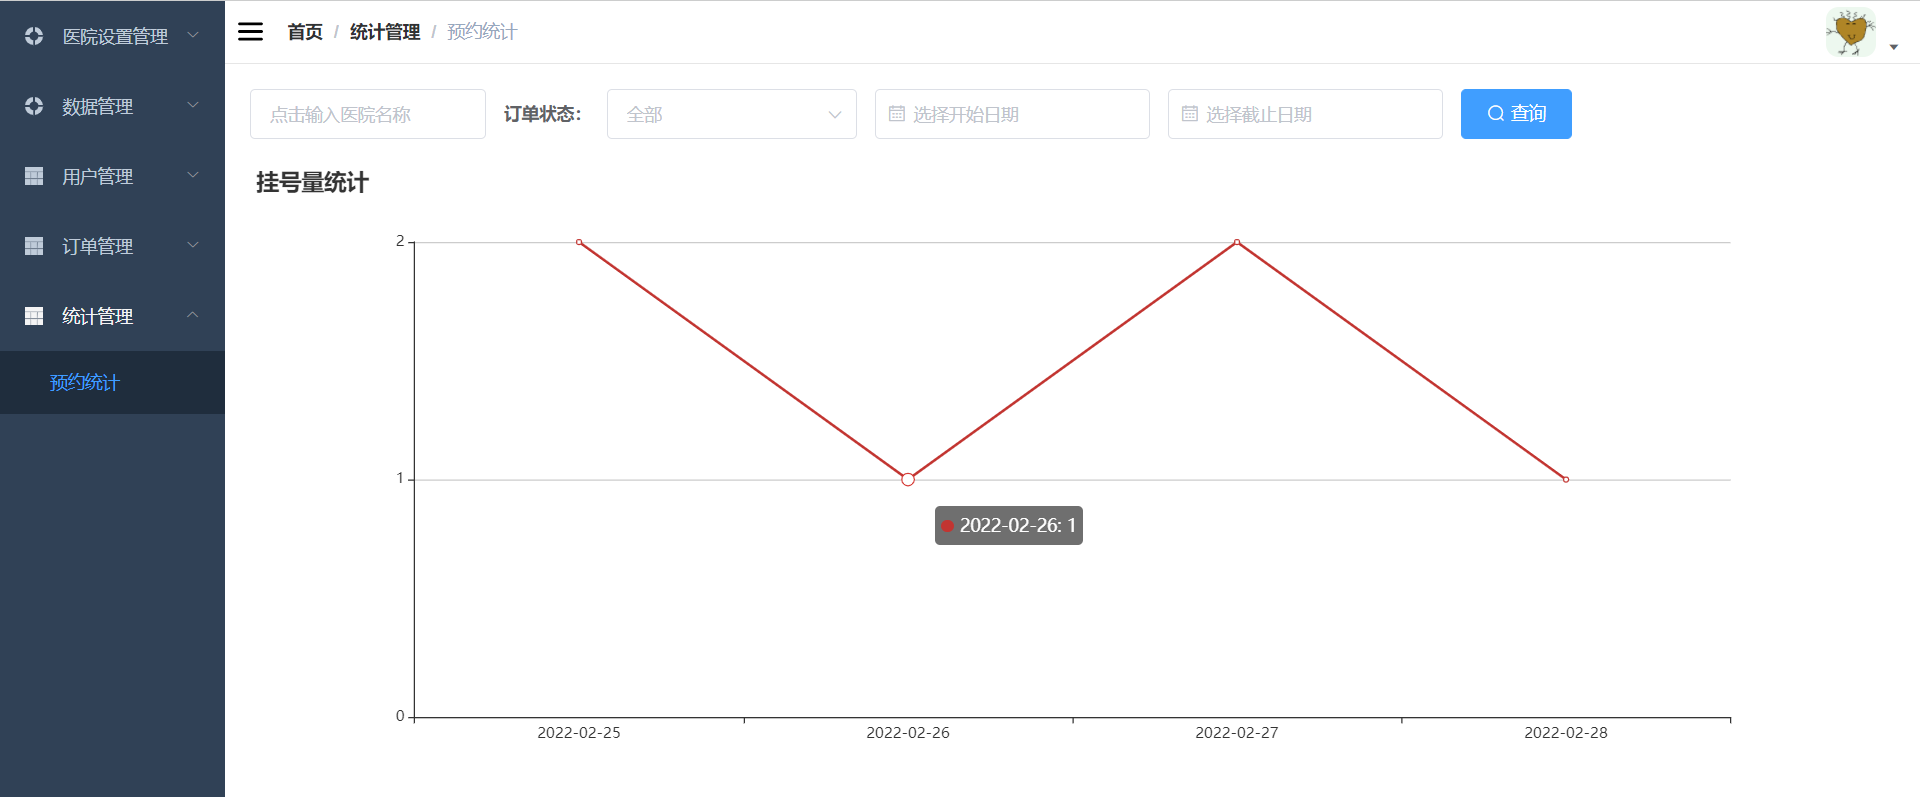 医院设置管理
数据管理
用户管理
订单管理
统计管理
预约统计
首页 / 统计管理 / 预约统计
点击输入医院名称 订单状态: 全部 选择开始日期 选择截止日期 查询
挂号量统计
2
1
0
2022-02-26: 1
2022-02-25 2022-02-26 2022-02-27 2022-02-28